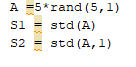 A =5*rand(5,1)
S1 = std(A)
S2 = std(A,1)